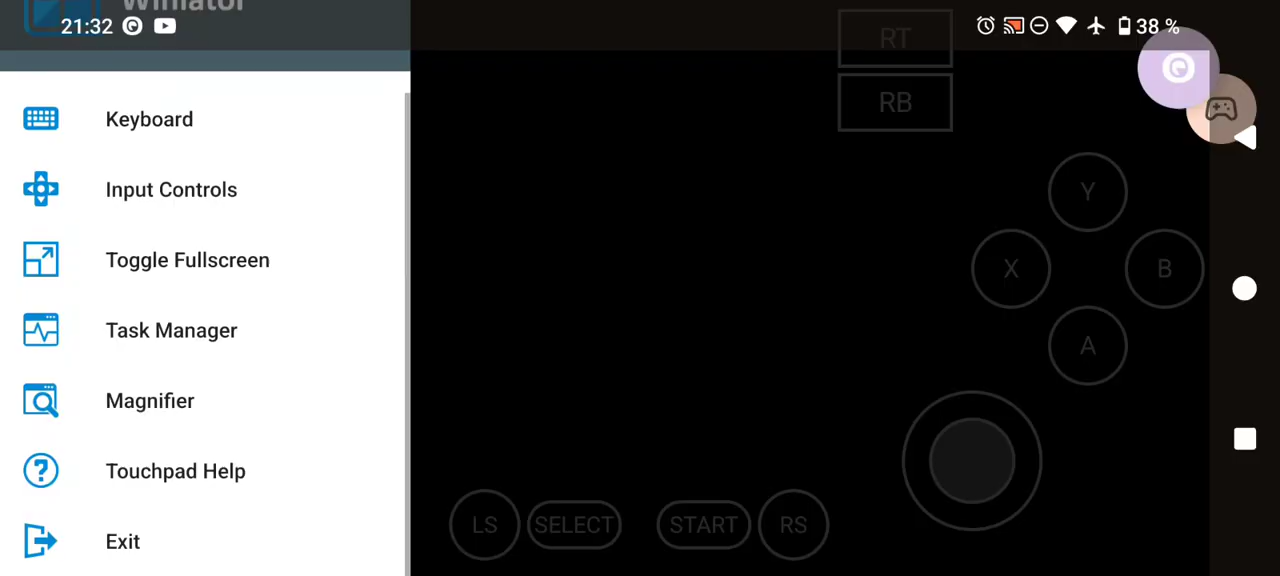 Winlator
21:32
38 %
RT
RB
Keyboard
Input Controls
Y
Toggle Fullscreen
X
B
Task Manager
A
Magnifier
Touchpad Help
LS
SELECT
START
RS
Exit